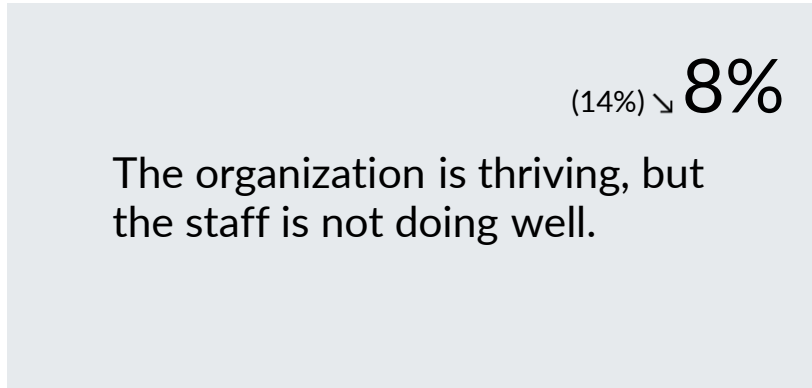 (14%) ↘ 8%
The organization is thriving, but
the staff is not doing well.